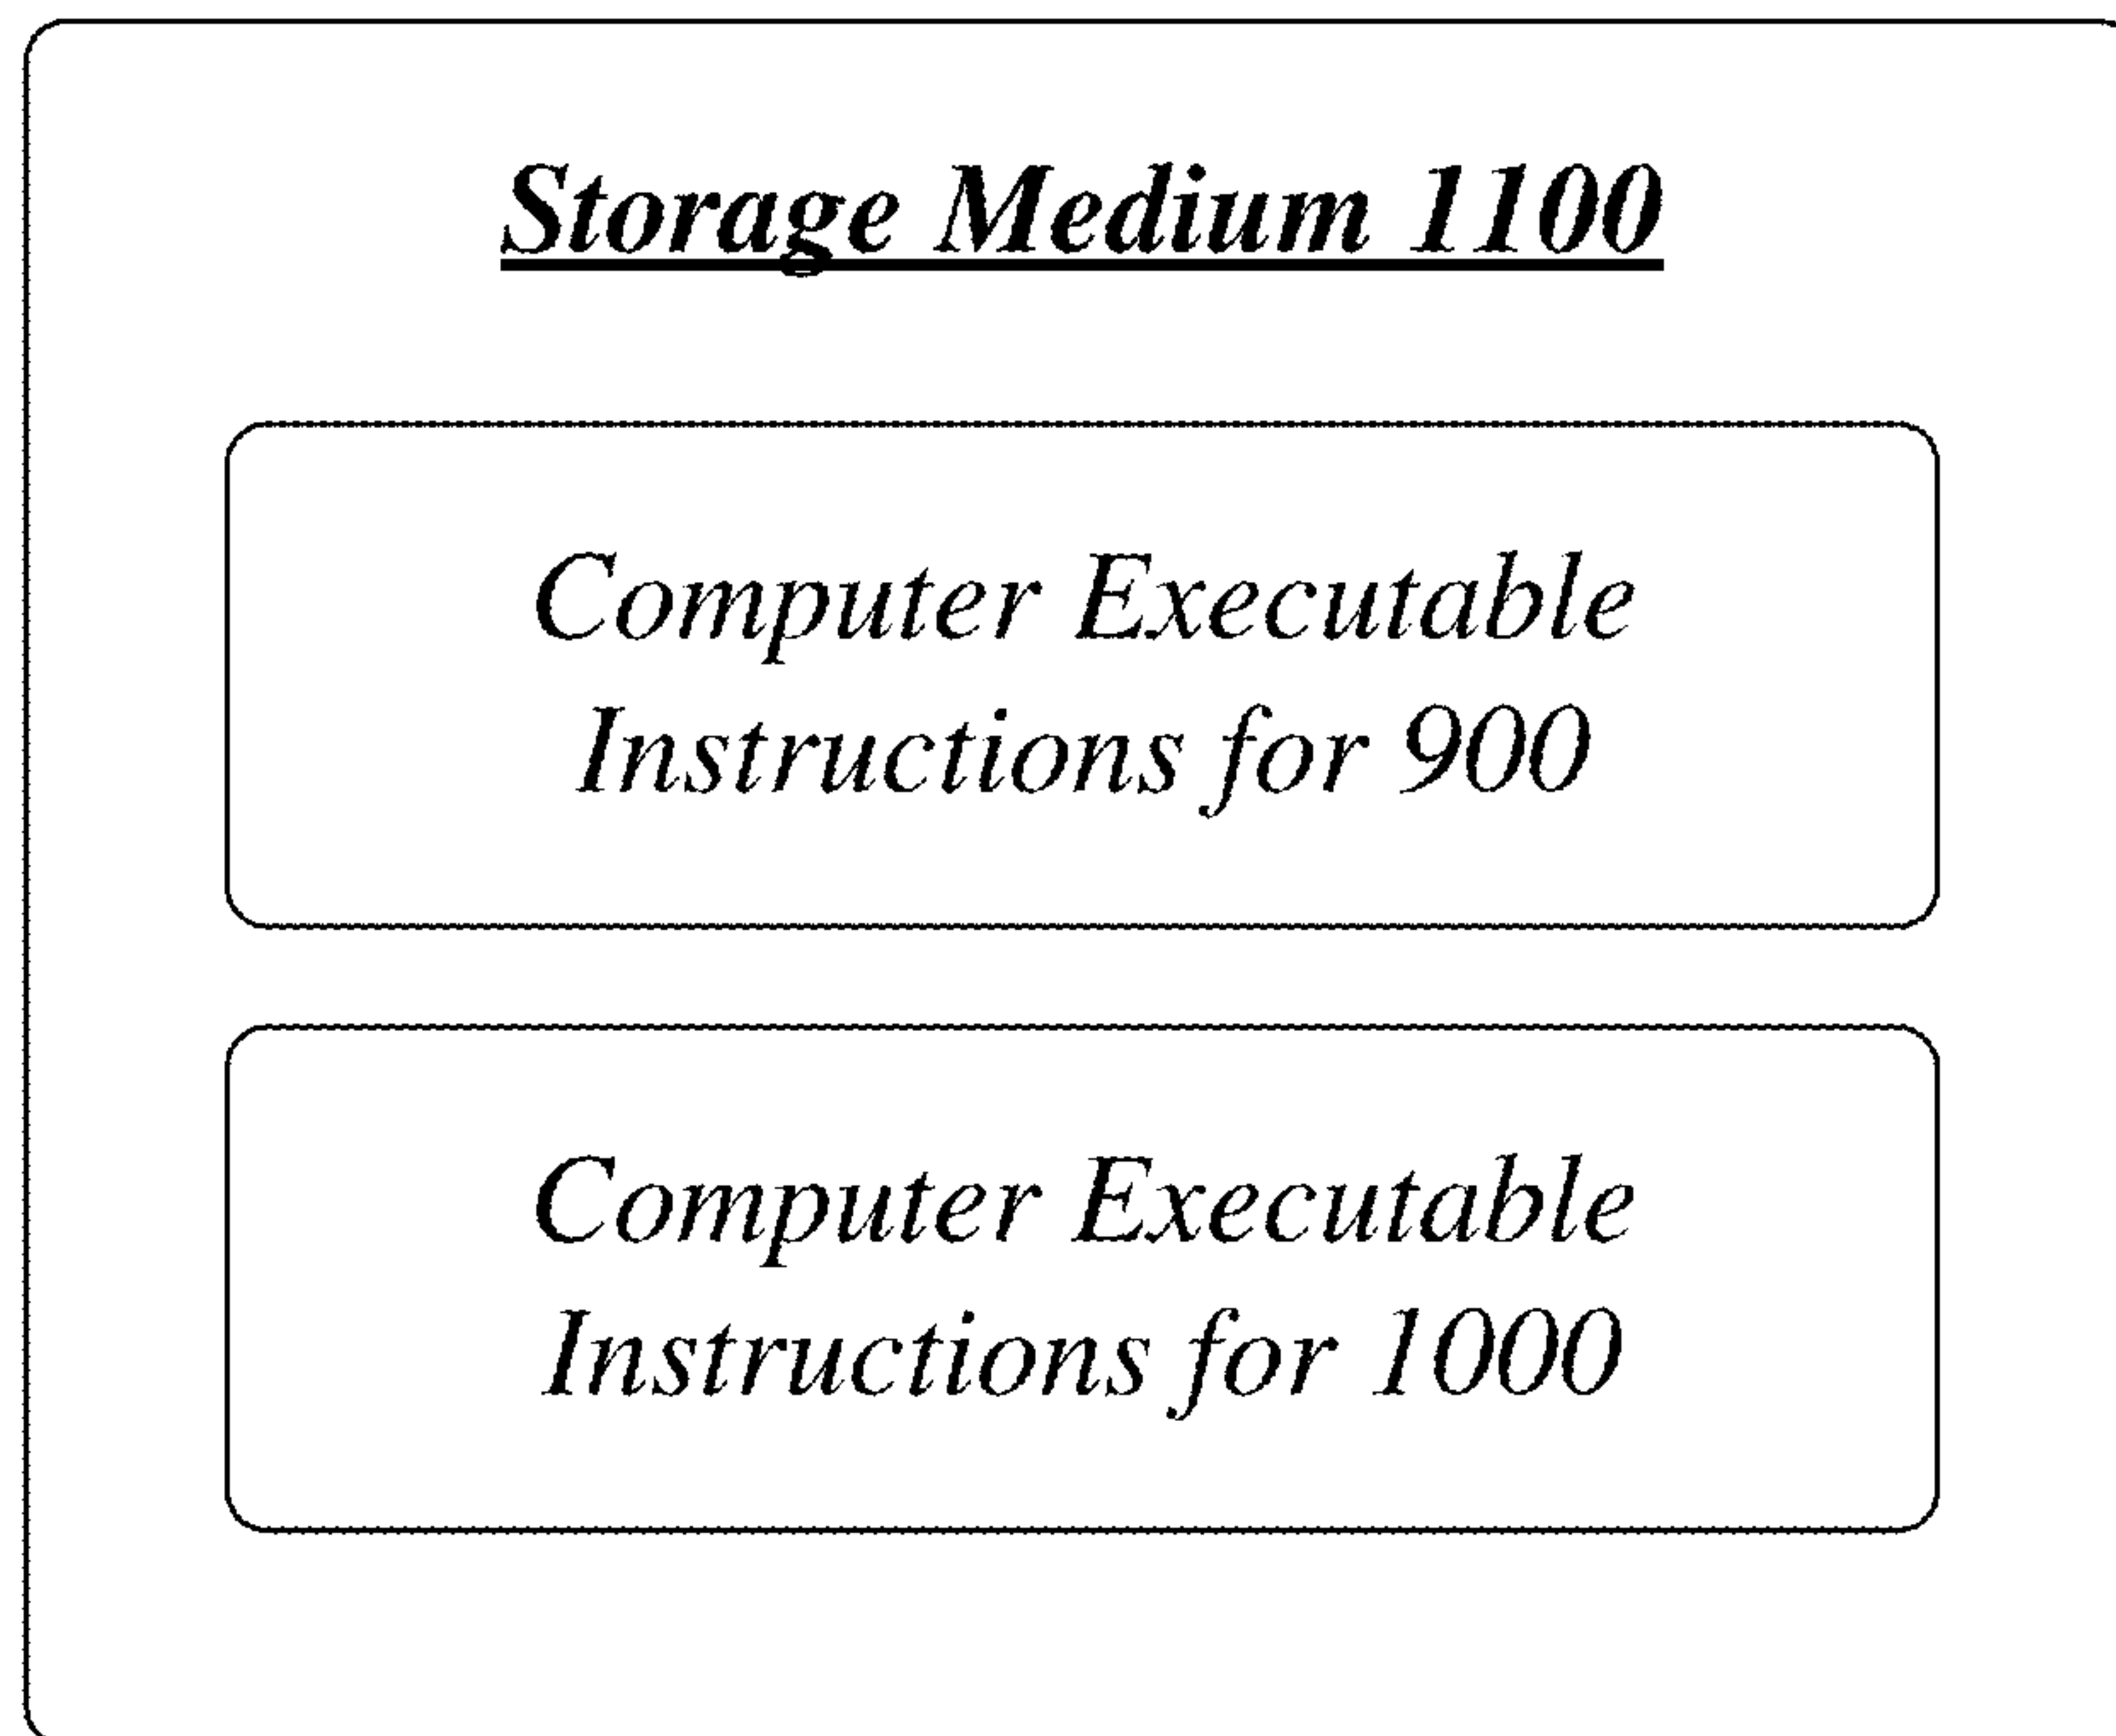 Storage Medium 1100
Computer Executable
Instructions for 900
Computer Executable
Instructions for 1000